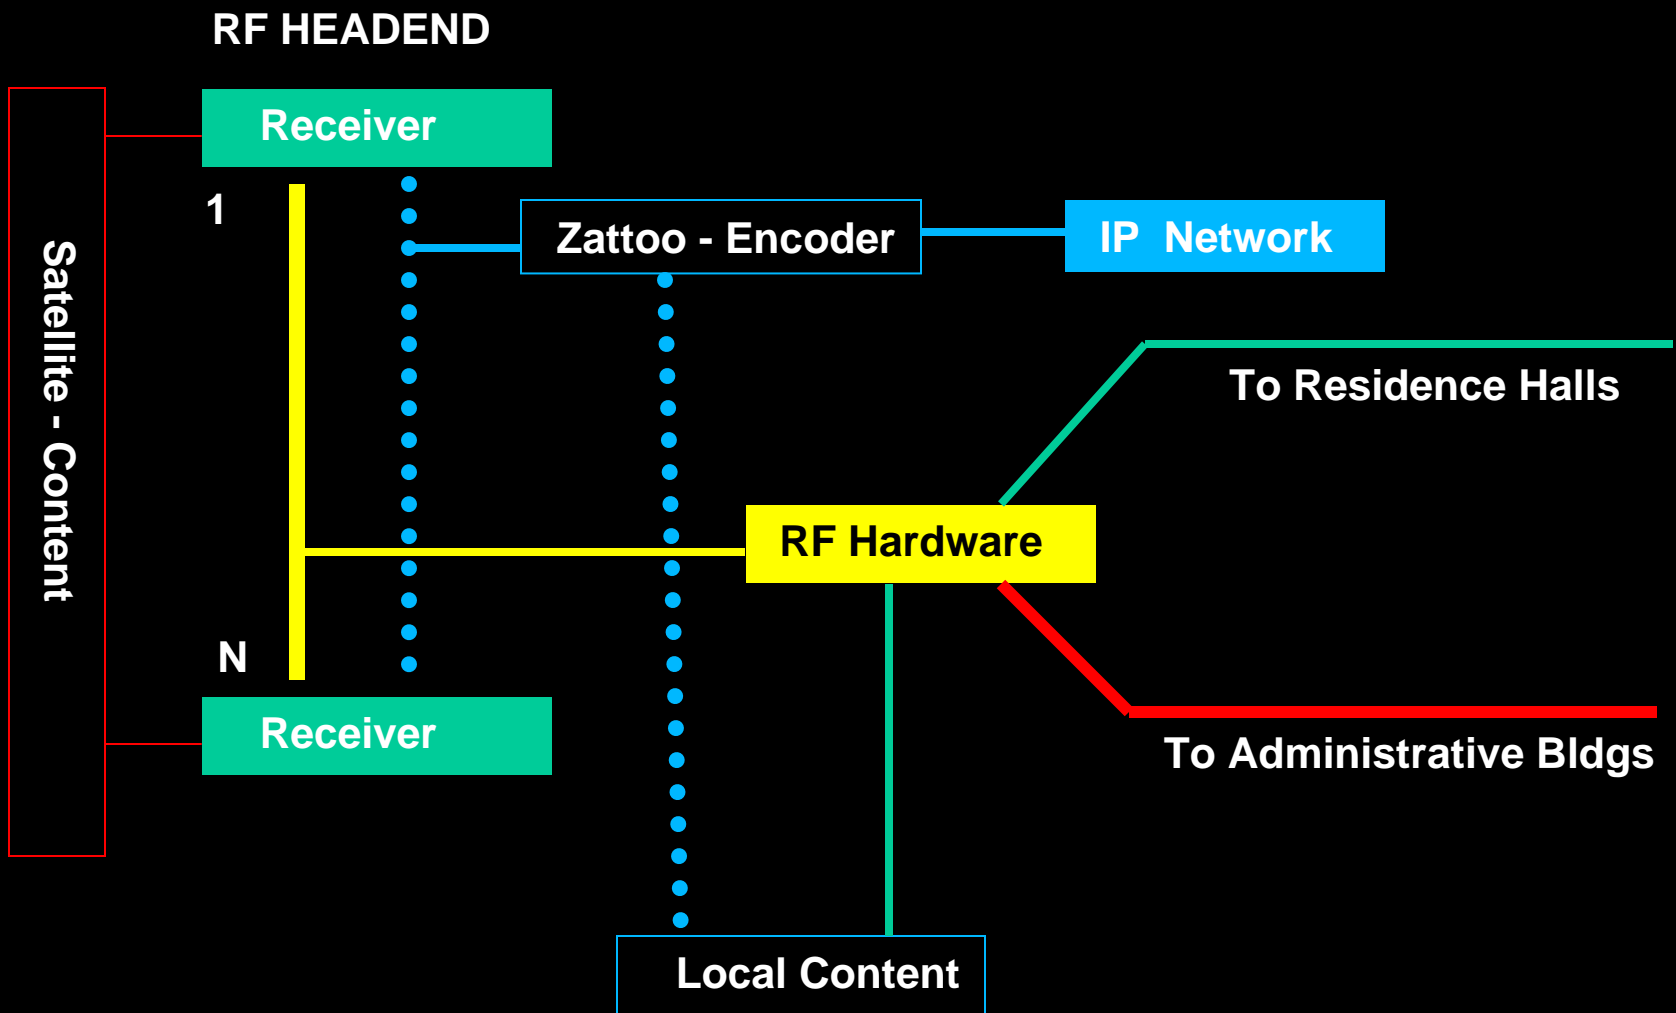 RF HEADEND
Receiver
1
Zattoo - Encoder
IP Network
Satellite - Content
To Residence Halls
RF Hardware
N
Receiver
To Administrative Bldgs
Local Content